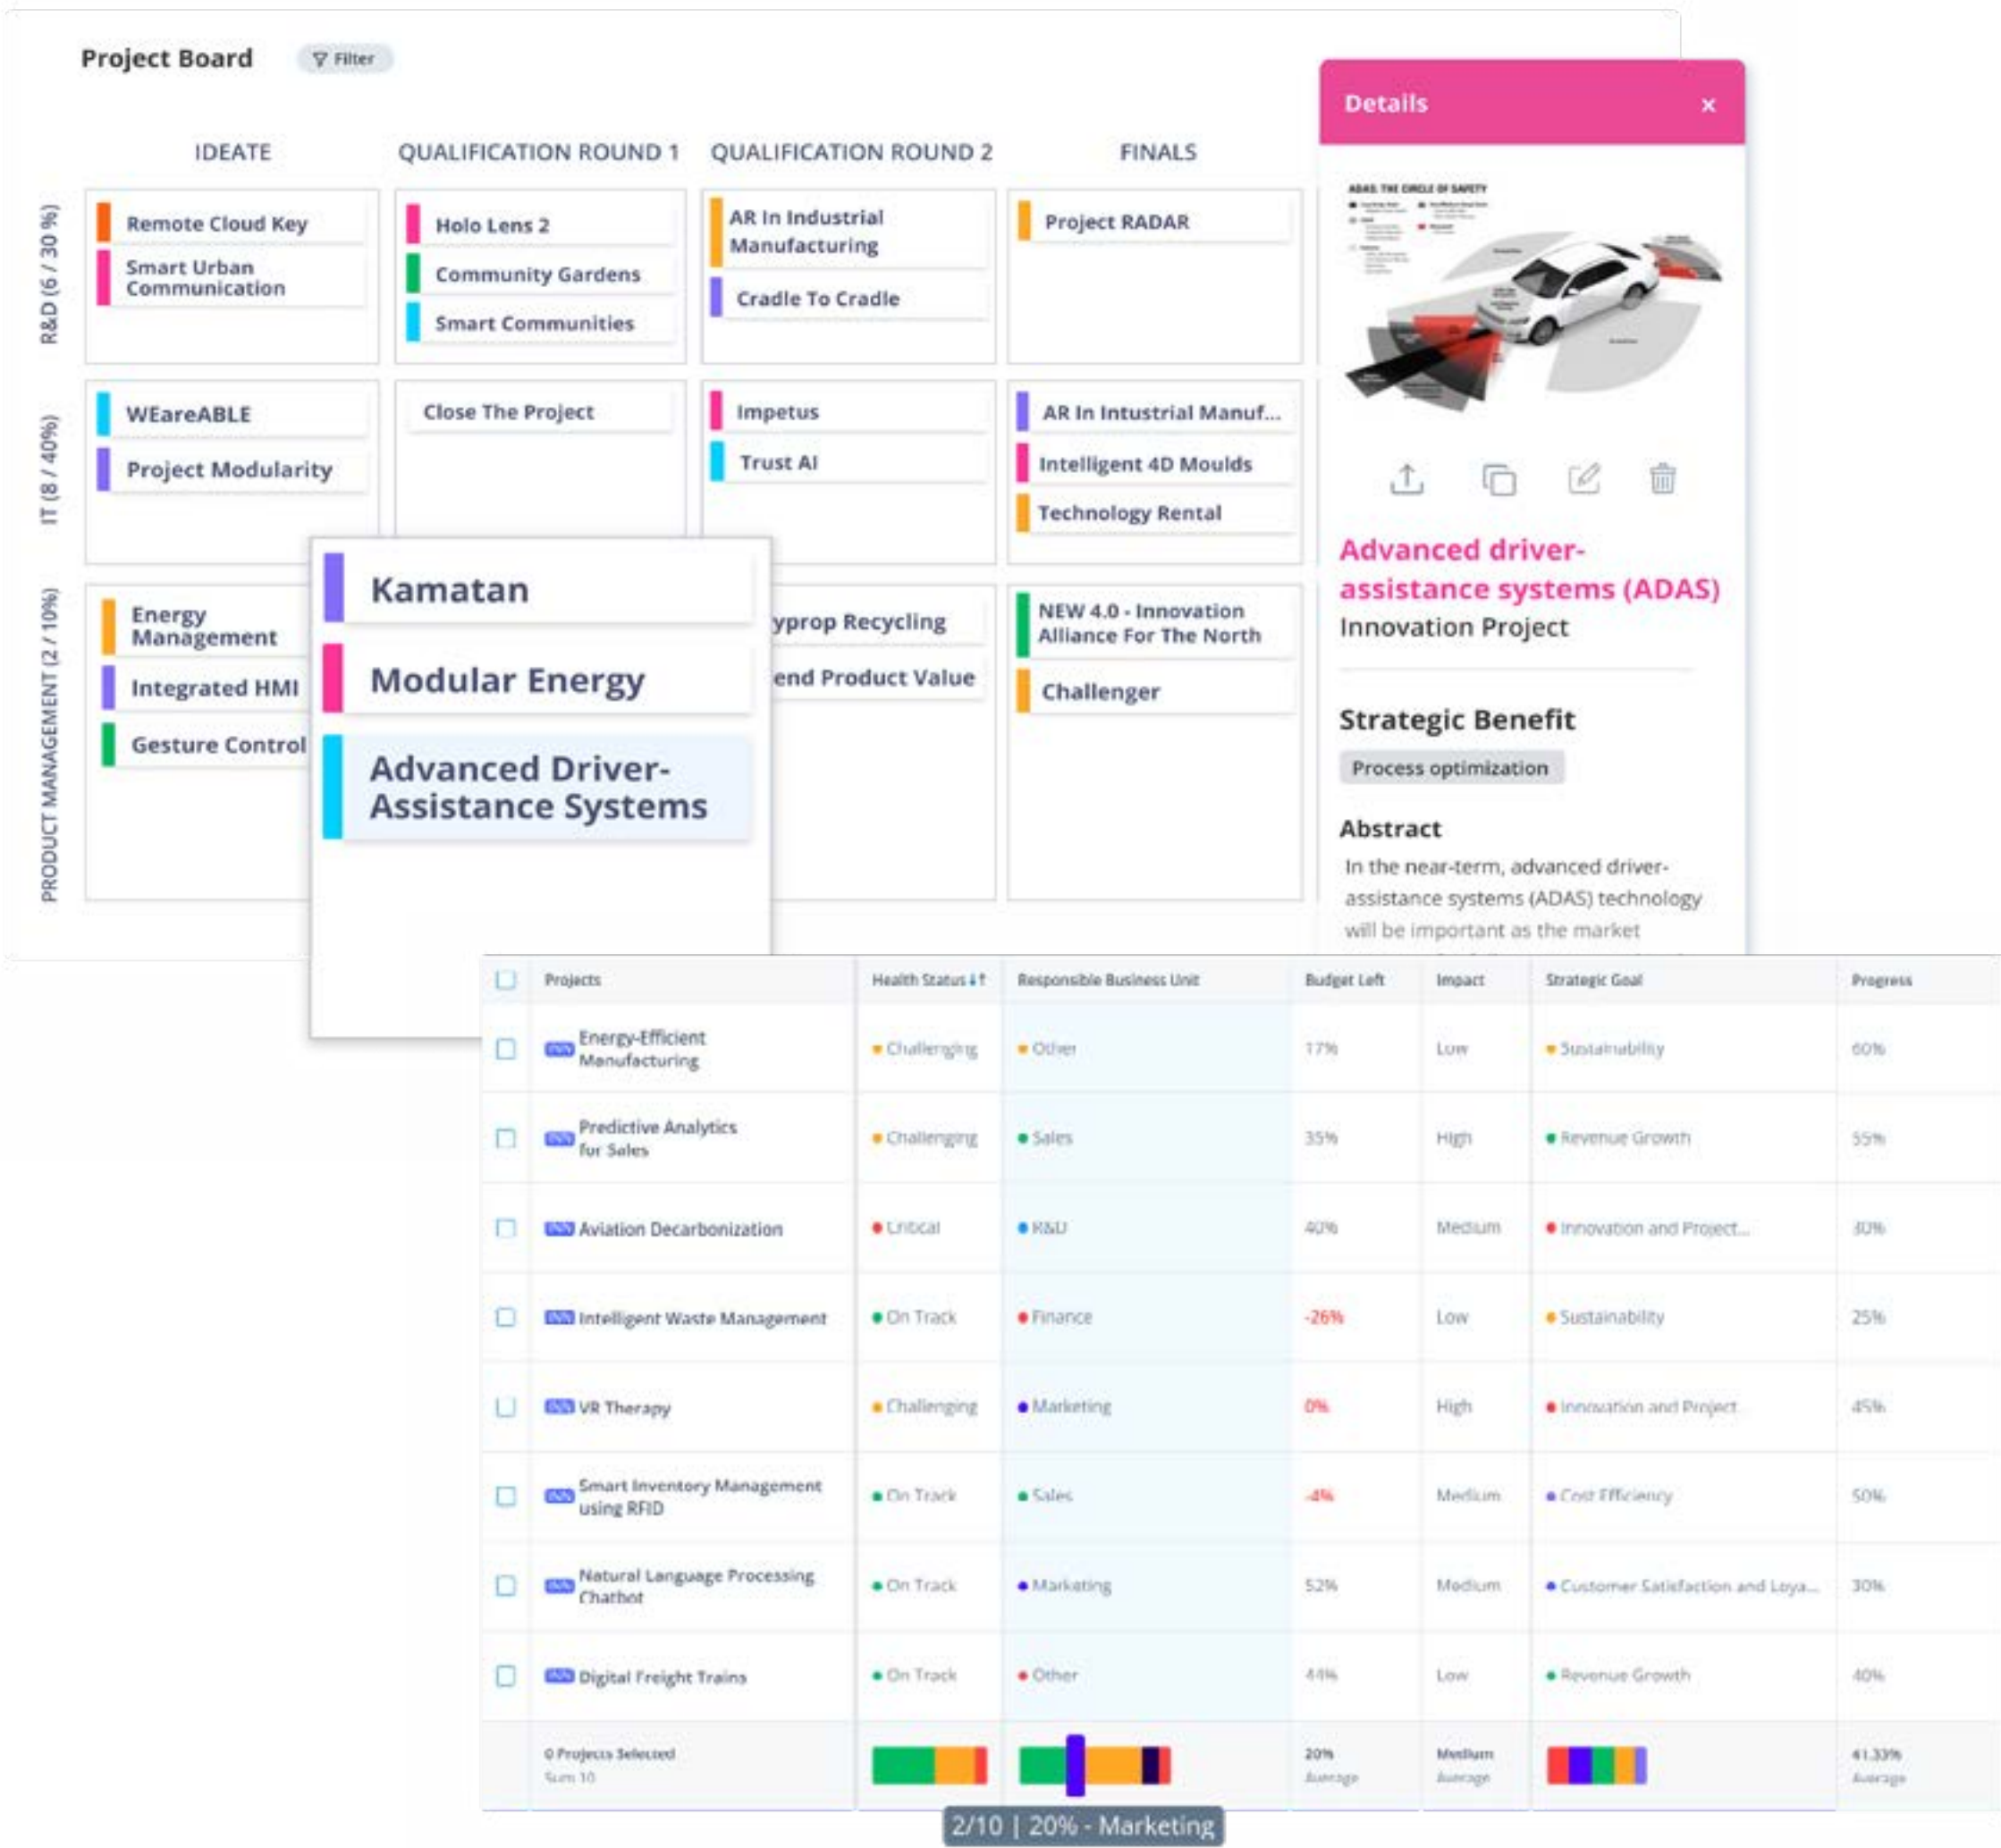 Project Board
Filter
IDEATE
QUALIFICATION ROUND 1
QUALIFICATION ROUND 2
FINALS
R&D (6 / 30 %)
Remote Cloud Key
Smart Urban
Communication
Holo Lens 2
Community Gardens
Smart Communities
AR In Industrial
Manufacturing
Cradle To Cradle
Project RADAR
IT (8 / 40%)
WEareABLE
Project Modularity
Close The Project
Impetus
Trust AI
AR In Intustrial Manuf...
Intelligent 4D Moulds
Technology Rental
PRODUCT MANAGEMENT (2 / 10%)
Energy
Management
Integrated HMI
Gesture Control
Kamatan
Modular Energy
Advanced Driver-
Assistance Systems
yprop Recycling
end Product Value
NEW 4.0 - Innovation
Alliance For The North
Challenger
Details
ADAS: THE CIRCLE OF SAFETY
Advanced driver-
assistance systems (ADAS)
Innovation Project
Strategic Benefit
Process optimization
Abstract
In the near-term, advanced driver-
assistance systems (ADAS) technology
will be important as the market
Projects Health Status Responsible Business Unit Budget Left Impact Strategic Goal Progress
Energy-Efficient
Manufacturing
Challenging Other 17% Low Sustainability 60%
Predictive Analytics
for Sales
Challenging Sales 35% High Revenue Growth 55%
Aviation Decarbonization Critical R&D 40% Medium Innovation and Project... 30%
Intelligent Waste Management On Track Finance -26% Low Sustainability 25%
VR Therapy Challenging Marketing 0% High Innovation and Project 45%
Smart Inventory Management
using RFID
On Track Sales -4% Medium Cost Efficiency 50%
Natural Language Processing
Chatbot
On Track Marketing 52% Medium Customer Satisfaction and Loya... 30%
Digital Freight Trains On Track Other 44% Low Revenue Growth 40%
0 Projects Selected 20% Medium 41.33%
Sum 10 Average Average Average
2/10 | 20% - Marketing